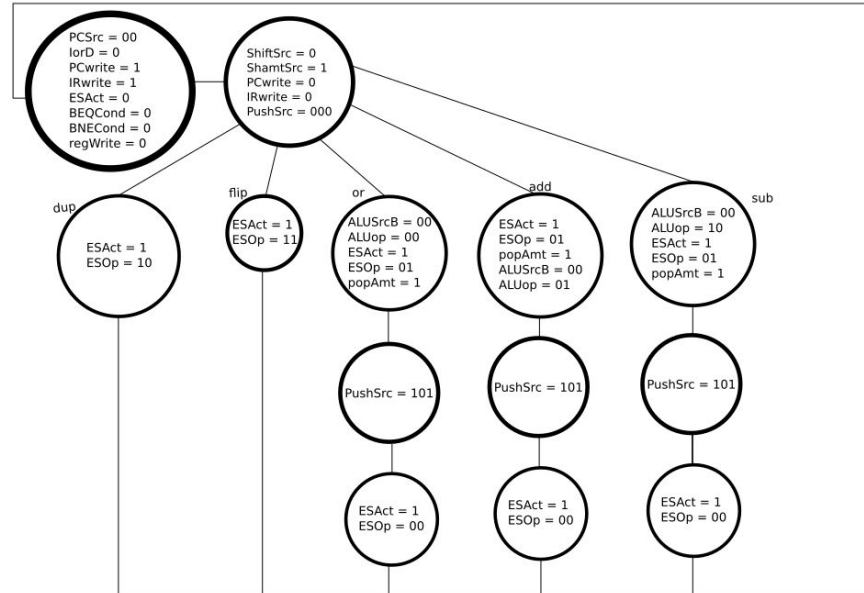 PCSrc = 00
IorD = 0
PCwrite = 1
IRwrite = 1
ESAct = 0
BEQCond = 0
BNECond = 0
regWrite = 0
ShiftSrc = 0
ShamtSrc = 1
PCwrite = 0
IRwrite = 0
PushSrc = 000
dup
ESAct = 1
ESOp = 10
flip
ESAct = 1
ESOp = 11
or
ALUSrcB = 00
ALUop = 00
ESAct = 1
ESOp = 01
popAmt = 1
PushSrc = 101
ESAct = 1
ESOp = 00
add
ESAct = 1
ESOp = 01
popAmt = 1
ALUSrcB = 00
ALUop = 01
PushSrc = 101
ESAct = 1
ESOp = 00
sub
ALUSrcB = 00
ALUop = 10
ESAct = 1
ESOp = 01
popAmt = 1
PushSrc = 101
ESAct = 1
ESOp = 00